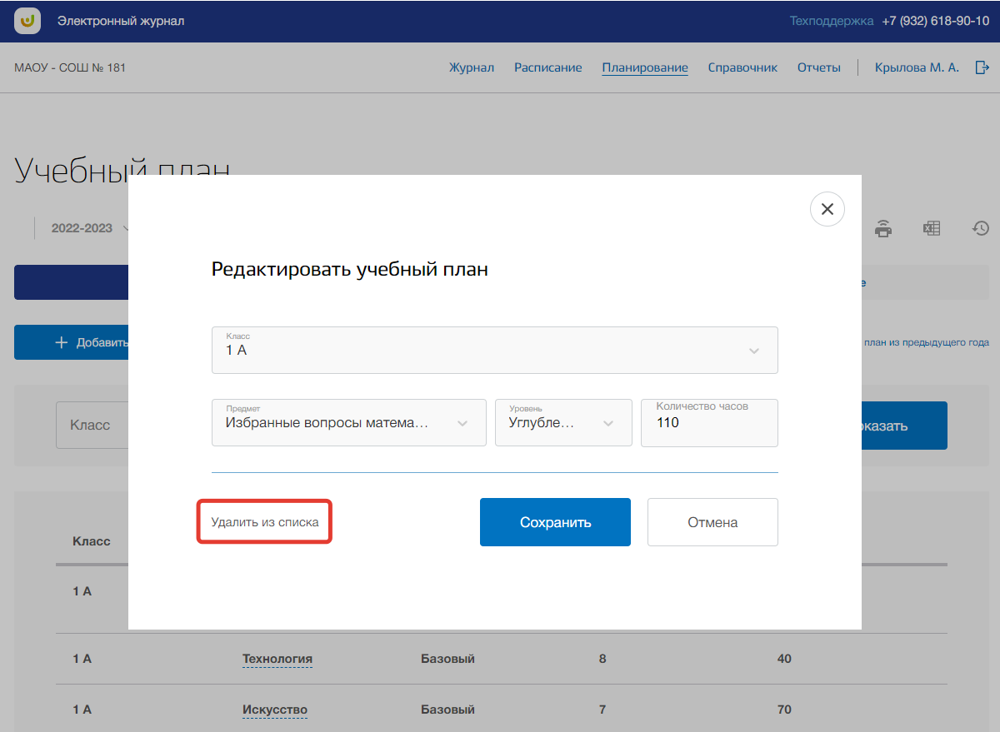 Электронный журнал
Техподдержка +7 (932) 618-90-10
МАОУ - СОШ № 181
Журнал Расписание Планирование Справочник Отчеты Крылова М. А.
Учебный план
2022-2023
Редактировать учебный план
Класс
1 А
Добавить
план из предыдущего года
Предмет
Избранные вопросы матема...
Уровень
Углубле...
Количество часов
110
Класс
Удалить из списка
Сохранить
Отмена
Класс
1 А
1 А Технология Базовый 8 40
1 А Искусство Базовый 7 70